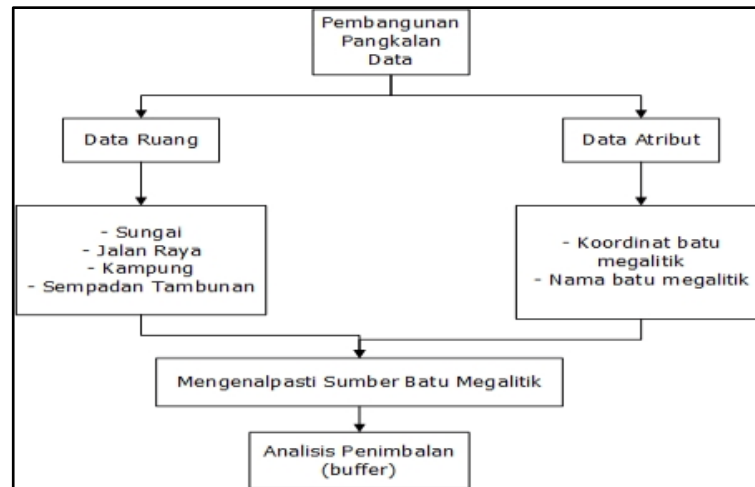 Pembangunan
Pangkalan
Data
Data Ruang
Data Atribut
- Sungai
- Jalan Raya
- Kampung
- Sempadan Tambunan
- Koordinat batu
megalitik
- Nama batu megalitik
Mengenalpasti Sumber Batu Megalitik
Analisis Penimbalan
(buffer)